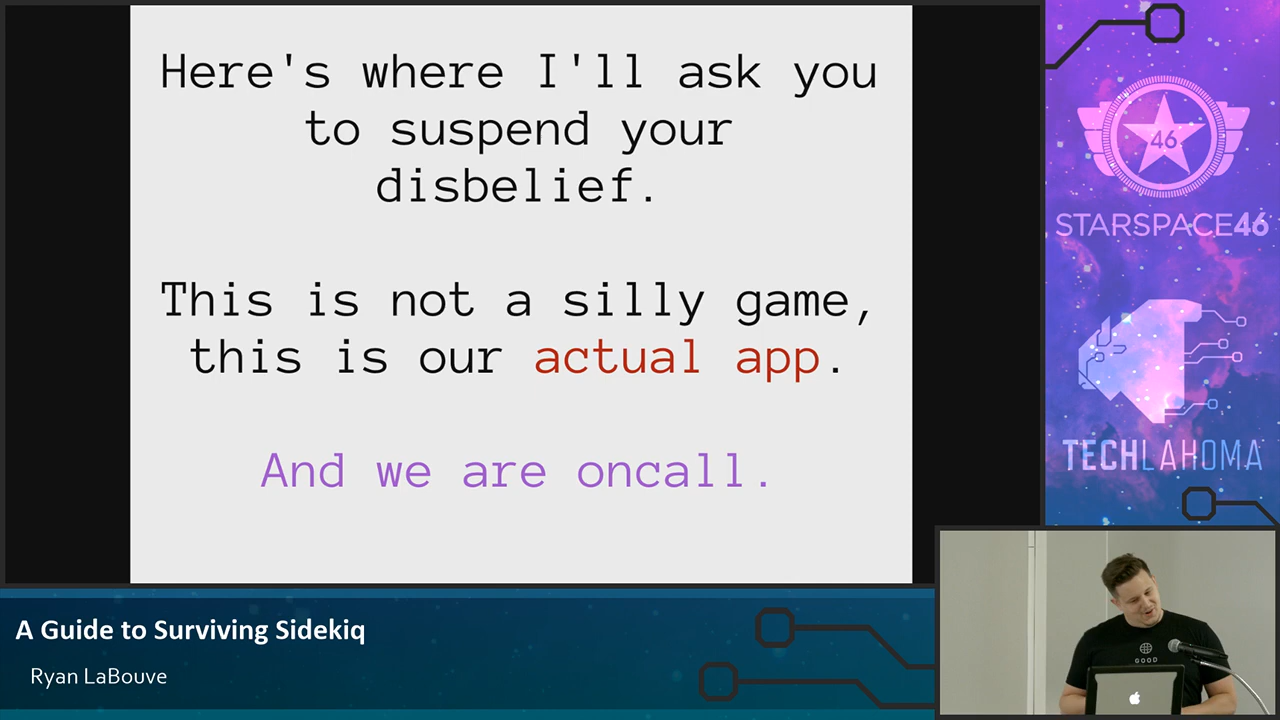 Here's where I'll ask you
to suspend your
disbelief.
This is not a silly game,
this is our actual app.
And we are oncall.
46
STARSPACE46
TECHLAHOMA
A Guide to Surviving Sidekiq
Ryan LaBouve
GOOD